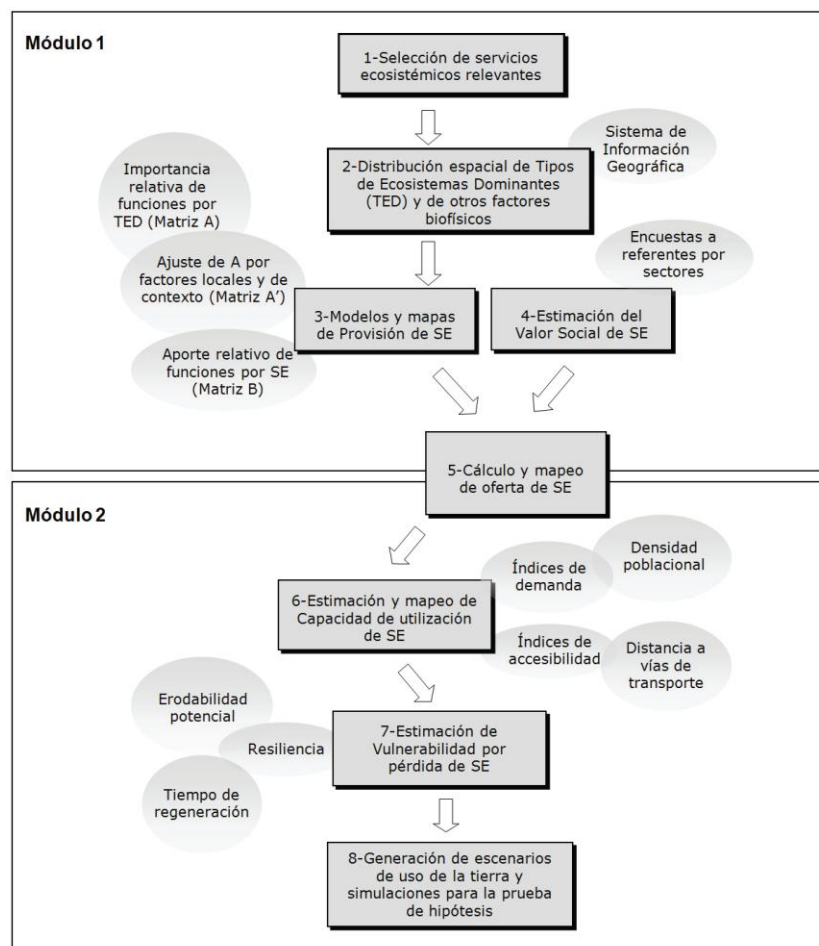 Módulo 1
1-Selección de servicios
ecosistémicos relevantes
Sistema de
Información
Geográfica
Importancia
relativa de
funciones por
TED (Matriz A)
2-Distribución espacial de Tipos
de Ecosistemas Dominantes
(TED) y de otros factores
biofísicos
Encuestas a
referentes por
sectores
Ajuste de A por
factores locales y de
contexto (Matriz A’)
3-Modelos y mapas
de Provisión de SE
4-Estimación del
Valor Social de SE
Aporte relativo de
funciones por SE
(Matriz B)
5-Cálculo y mapeo
de oferta de SE
Módulo 2
Densidad
poblacional
Índices de
demanda
6-Estimación y mapeo de
Capacidad de utilización
de SE
Índices de
accesibilidad
Distancia a
vías de
transporte
Erodabilidad
potencial
Resiliencia
7-Estimación de
Vulnerabilidad por
pérdida de SE
Tiempo de
regeneración
8-Generación de escenarios
de uso de la tierra y
simulaciones para la prueba
de hipótesis